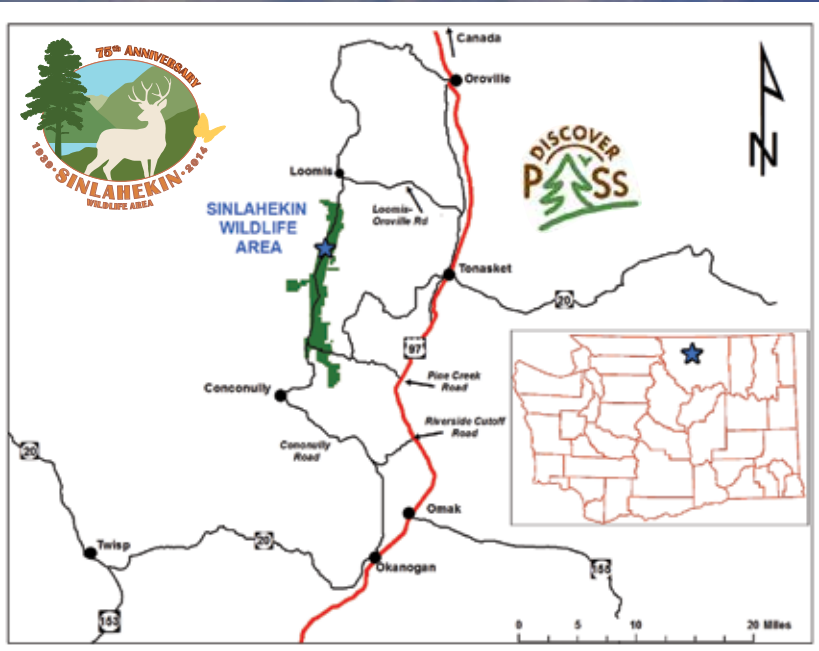 Canada
75th ANNIVERSARY
Oroville
DISCOVER
PASS
N
1939 · SINLAHEKIN · 2014
WILDLIFE AREA
Loomis
SINLAHEKIN
WILDLIFE
AREA
Loomis-
Oroville Rd
Tonasket
20
97
Pine Creek
Road
Conconully
Riverside Cutoff
Road
Cononully
Road
20
Omak
Twisp
20
Okanogan
155
153
0 5 10 20 Miles